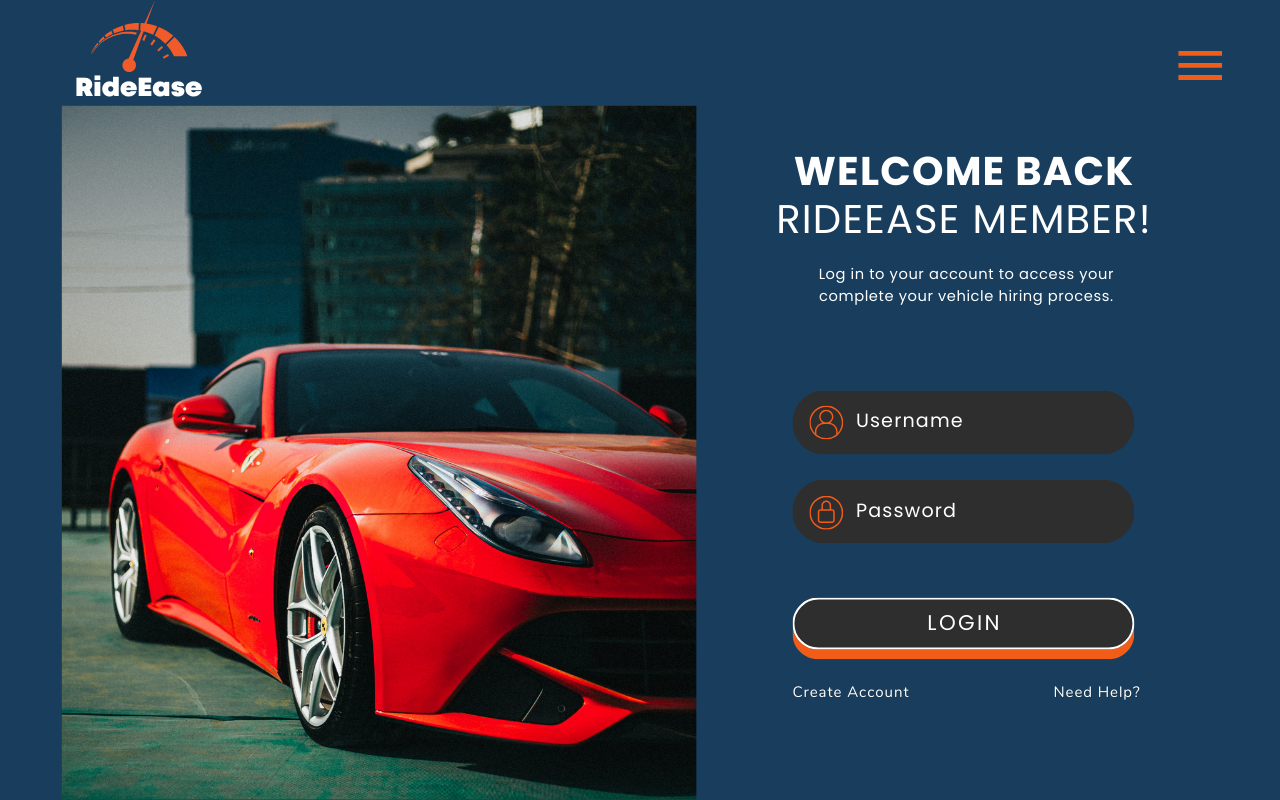 RideEase
WELCOME BACK
RIDEEASE MEMBER!
Log in to your account to access your
complete your vehicle hiring process.
Username
Password
LOGIN
Create Account
Need Help?